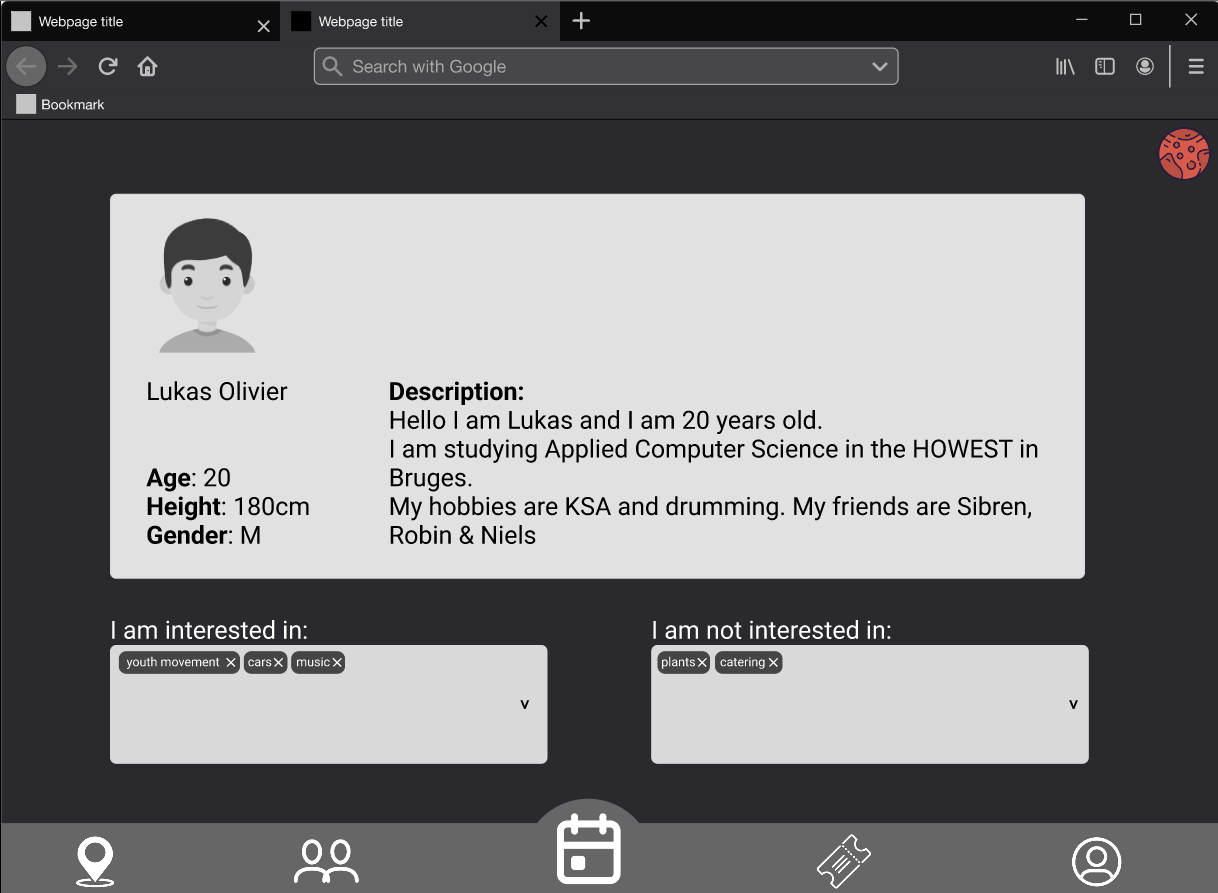 Webpage title
Webpage title
Search with Google
Bookmark
Lukas Olivier
Age: 20
Height: 180cm
Gender: M
Description:
Hello I am Lukas and I am 20 years old.
I am studying Applied Computer Science in the HOWEST in
Bruges.
My hobbies are KSA and drumming. My friends are Sibren,
Robin & Niels
I am interested in:
youth movement
cars
music
v
I am not interested in:
plants
catering
v